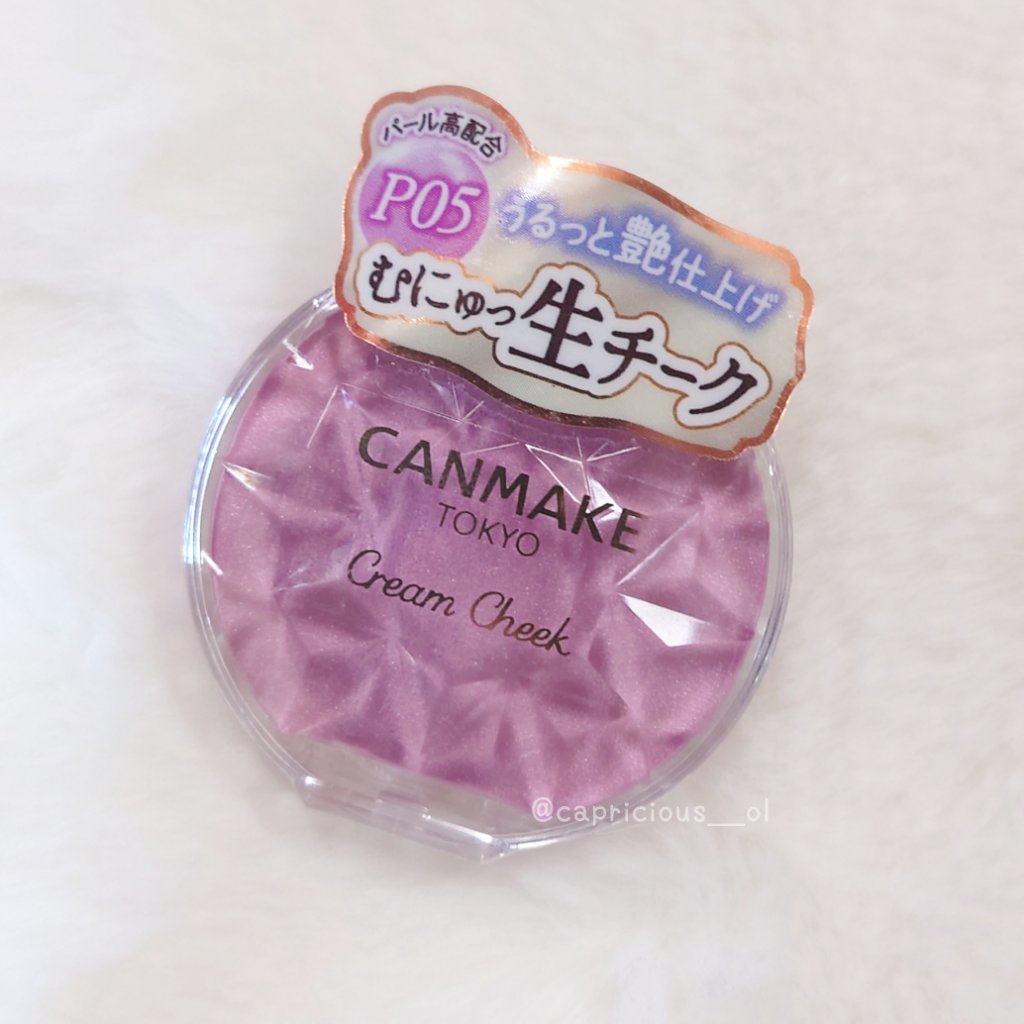 パール高配合
P05
うるっと艶仕上げ
むにゅっ生チーク
CANMAKE
TOKYO
Cream Cheek
@capricious__ol